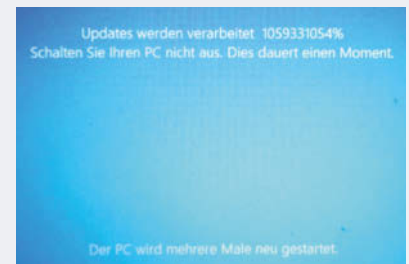 Updates werden verarbeitet 1059331054%
Schalten Sie Ihren PC nicht aus. Dies dauert einen Moment.
Der PC wird mehrere Male neu gestartet.